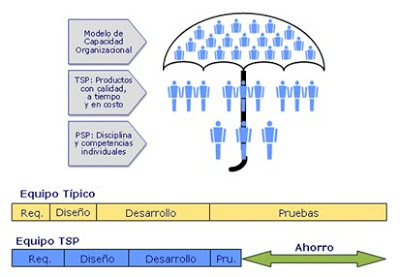 Modelo de
Capacidad
Organizacional
TSP: Productos
con calidad,
a tiempo
y en costo
PSP: Disciplina
y competencias
individuales
Equipo Típico
Req. Diseño Desarrollo Pruebas
Equipo TSP
Req. Diseño Desarrollo Pru. Ahorro